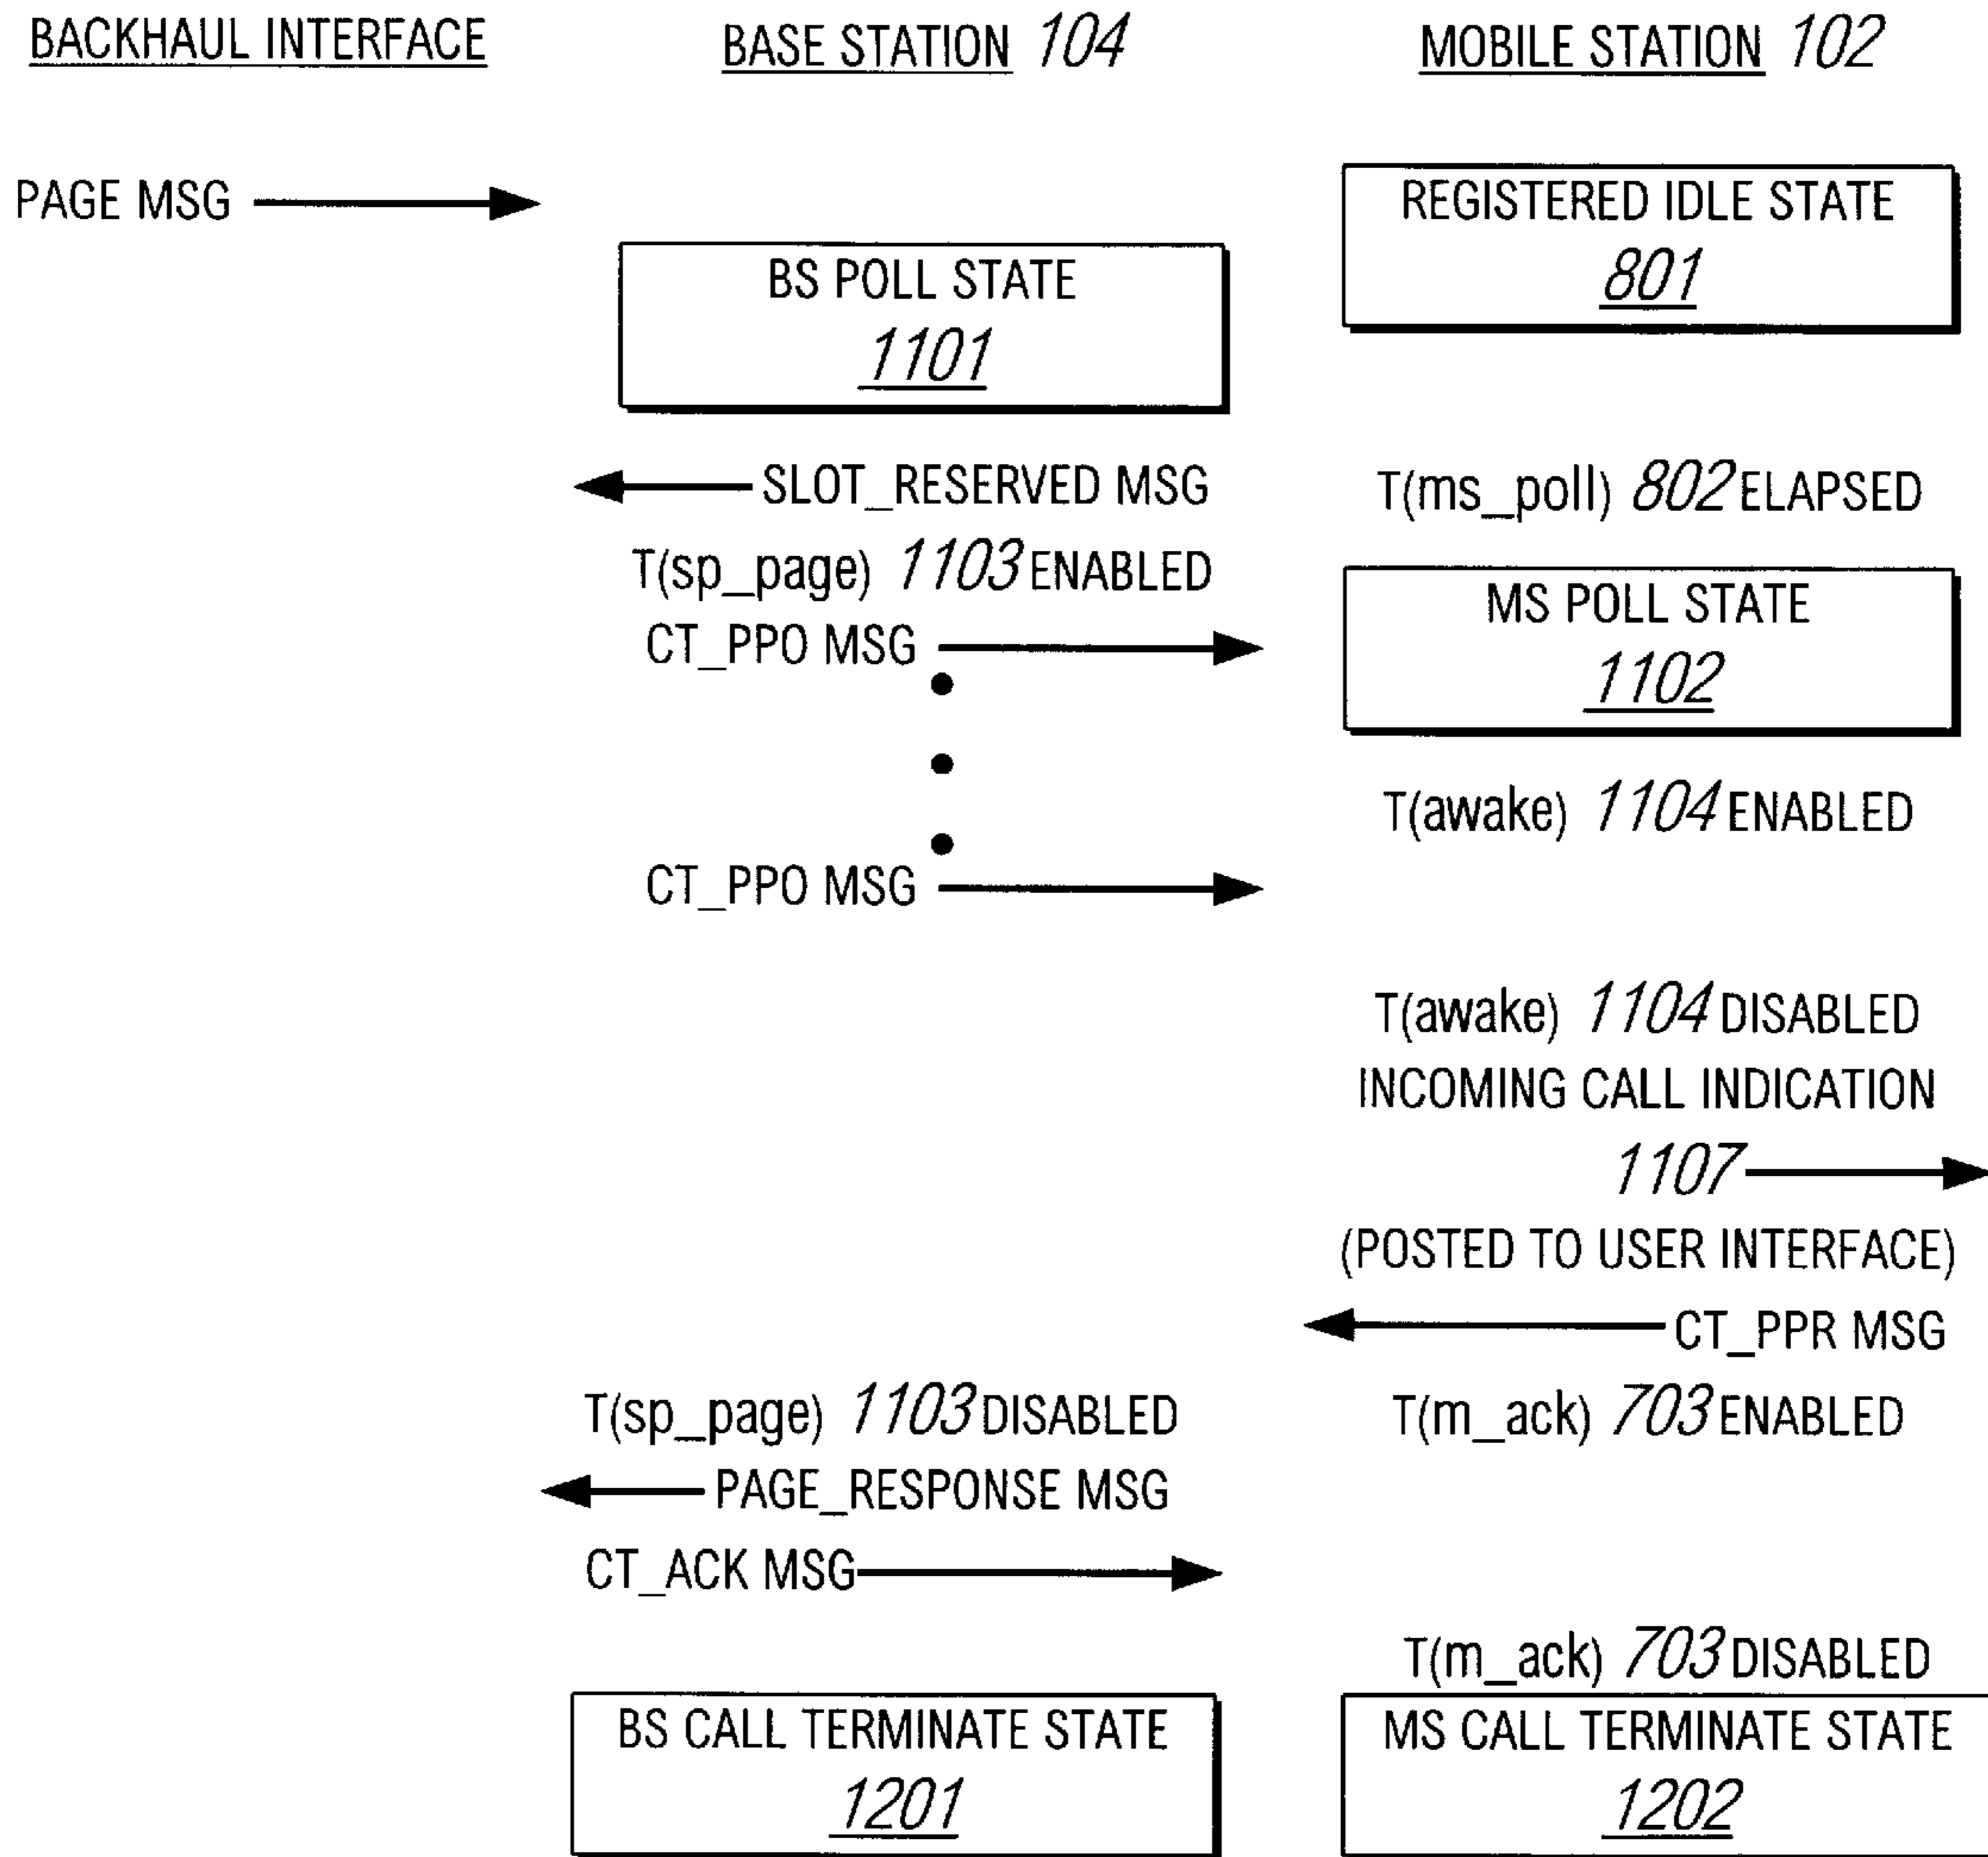 BACKHAUL INTERFACE
BASE STATION 104
MOBILE STATION 102
PAGE MSG
REGISTERED IDLE STATE
801
BS POLL STATE
1101
SLOT_RESERVED MSG
T(ms_poll) 802 ELAPSED
T(sp_page) 1103 ENABLED
MS POLL STATE
1102
CT_PPO MSG
T(awake) 1104 ENABLED
CT_PPO MSG
T(awake) 1104 DISABLED
INCOMING CALL INDICATION
1107
(POSTED TO USER INTERFACE)
CT_PPR MSG
T(sp_page) 1103 DISABLED
T(m_ack) 703 ENABLED
PAGE_RESPONSE MSG
CT_ACK MSG
T(m_ack) 703 DISABLED
BS CALL TERMINATE STATE
1201
MS CALL TERMINATE STATE
1202